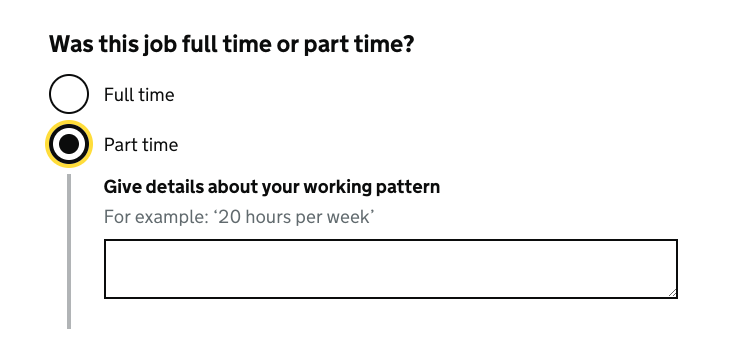 Was this job full time or part time?
Full time
Part time
Give details about your working pattern
For example: ‘20 hours per week’